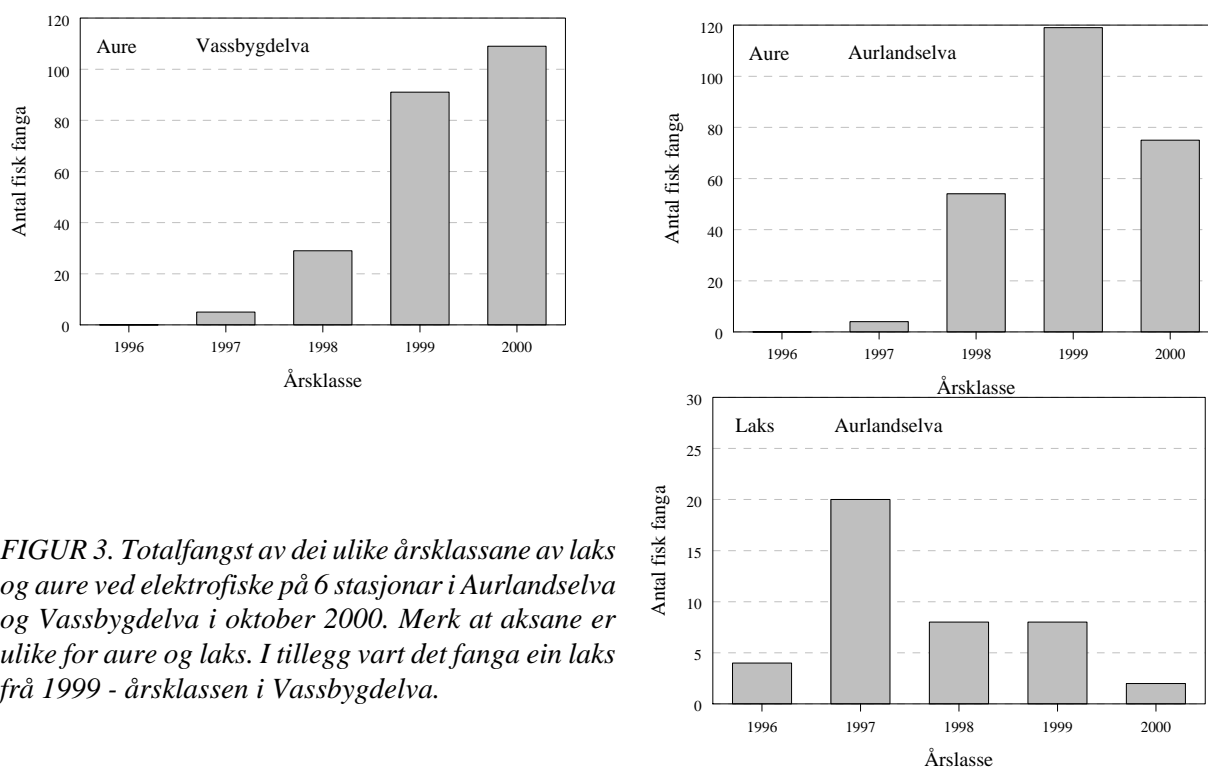 120
100
80
60
40
20
0
Antal fisk fanga
Aure Vassbygdelva
1996 1997 1998 1999 2000
Årsklasse
120
100
80
60
40
20
0
Antal fisk fanga
Aure Aurlandselva
1996 1997 1998 1999 2000
Årsklasse
30
25
20
15
10
5
0
Antal fisk fanga
Laks Aurlandselva
1996 1997 1998 1999 2000
Årslasse
FIGUR 3. Totalfangst av dei ulike årsklassane av laks
og aure ved elektrofiske på 6 stasjonar i Aurlandselva
og Vassbygdelva i oktober 2000. Merk at aksane er
ulike for aure og laks. I tillegg vart det fanga ein laks
frå 1999 - årsklassen i Vassbygdelva.